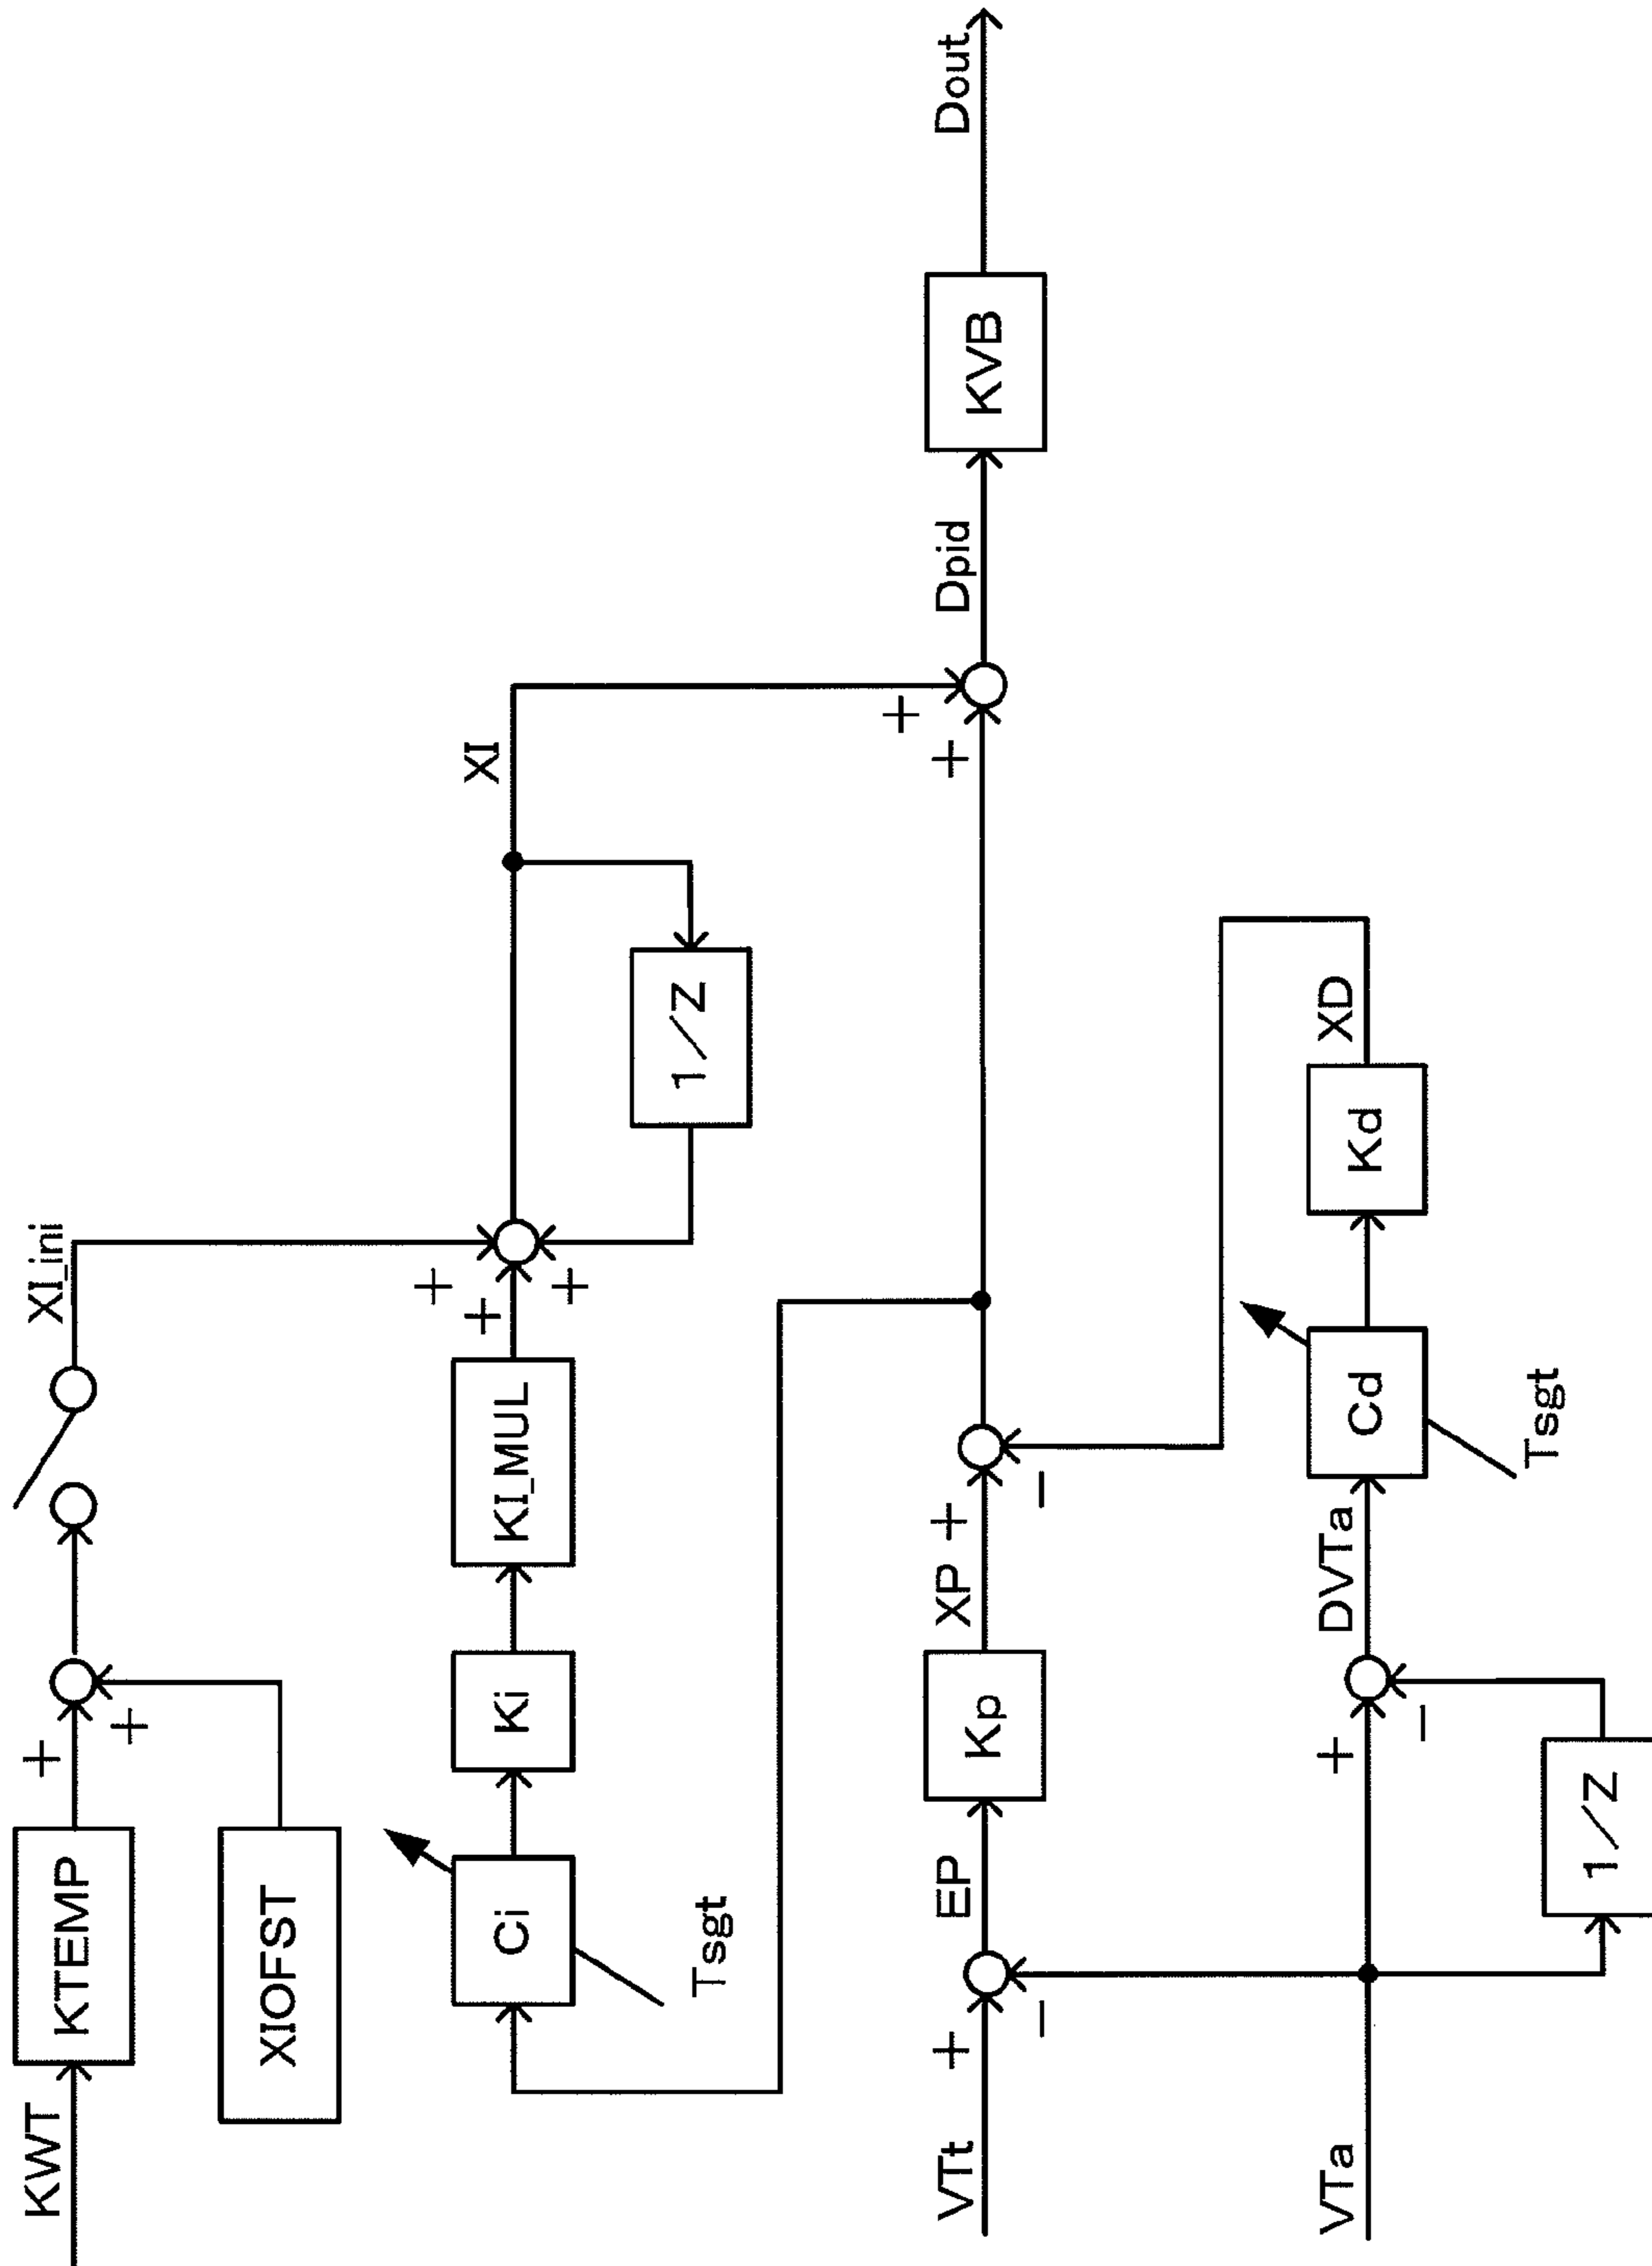 KWT
KTEMP
+
+
XIOFST
XI_ini
Ci
Tsgt
Ki
KI_MUL
+
+
+
1/Z
XI
VTt
+
−
EP
Kp
XP
+
−
+
+
Dpid
KVB
Dout
VTa
1/Z
+
−
DVTa
Cd
Tsgt
Kd
XD